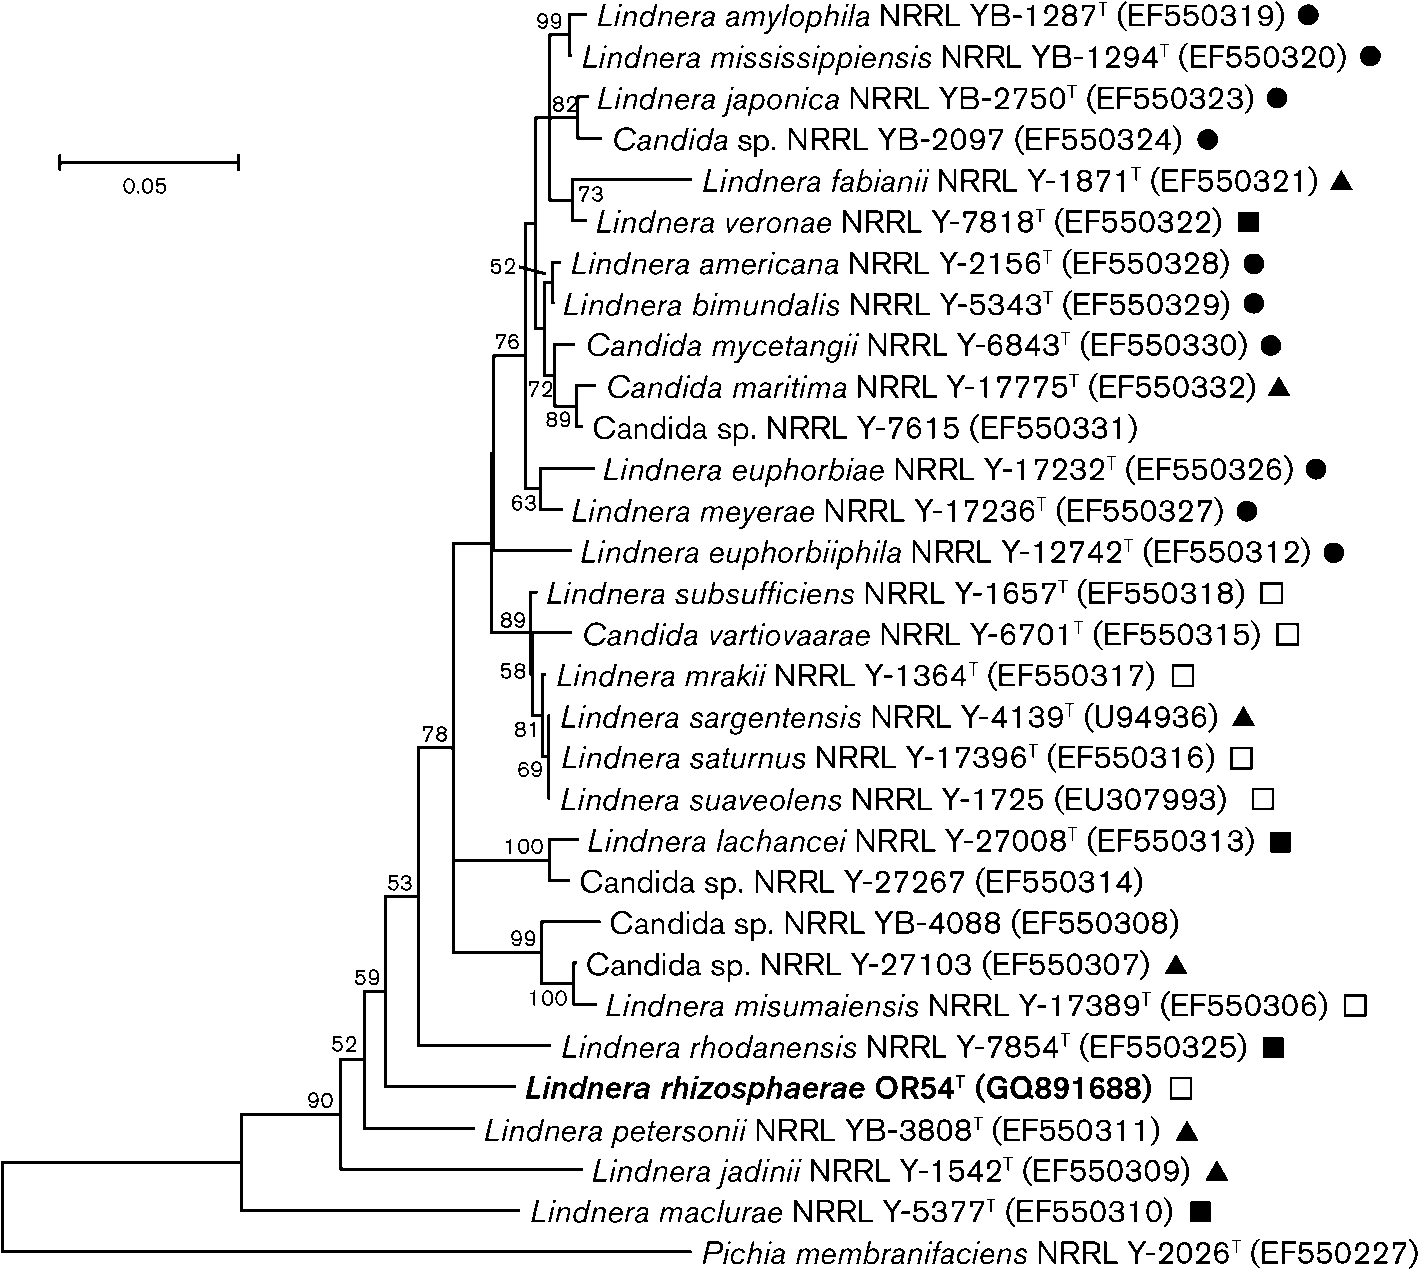 99
Lindnera amylophila NRRL YB-1287ᵀ (EF550319) ●
Lindnera mississippiensis NRRL YB-1294ᵀ (EF550320) ●
82
Lindnera japonica NRRL YB-2750ᵀ (EF550323) ●
Candida sp. NRRL YB-2097 (EF550324) ●
0.05
Lindnera fabianii NRRL Y-1871ᵀ (EF550321) ▲
73
Lindnera veronae NRRL Y-7818ᵀ (EF550322) ■
52
Lindnera americana NRRL Y-2156ᵀ (EF550328) ●
Lindnera bimundalis NRRL Y-5343ᵀ (EF550329) ●
76
Candida mycetangii NRRL Y-6843ᵀ (EF550330) ●
72
Candida maritima NRRL Y-17775ᵀ (EF550332) ▲
89
Candida sp. NRRL Y-7615 (EF550331)
Lindnera euphorbiae NRRL Y-17232ᵀ (EF550326) ●
63
Lindnera meyerae NRRL Y-17236ᵀ (EF550327) ●
Lindnera euphorbiiphila NRRL Y-12742ᵀ (EF550312) ●
Lindnera subsufficiens NRRL Y-1657ᵀ (EF550318) □
89
Candida vartiovaarae NRRL Y-6701ᵀ (EF550315) □
58
Lindnera mrakii NRRL Y-1364ᵀ (EF550317) □
81
Lindnera sargentensis NRRL Y-4139ᵀ (U94936) ▲
78
Lindnera saturnus NRRL Y-17396ᵀ (EF550316) □
69
Lindnera suaveolens NRRL Y-1725 (EU307993) □
100
Lindnera lachancei NRRL Y-27008ᵀ (EF550313) ■
53
Candida sp. NRRL Y-27267 (EF550314)
Candida sp. NRRL YB-4088 (EF550308)
99
Candida sp. NRRL Y-27103 (EF550307) ▲
59
100
Lindnera misumaiensis NRRL Y-17389ᵀ (EF550306) □
52
Lindnera rhodanensis NRRL Y-7854ᵀ (EF550325) ■
Lindnera rhizosphaerae OR54ᵀ (GQ891688) □
90
Lindnera petersonii NRRL YB-3808ᵀ (EF550311) ▲
Lindnera jadinii NRRL Y-1542ᵀ (EF550309) ▲
Lindnera maclurae NRRL Y-5377ᵀ (EF550310) ■
Pichia membranifaciens NRRL Y-2026ᵀ (EF550227)